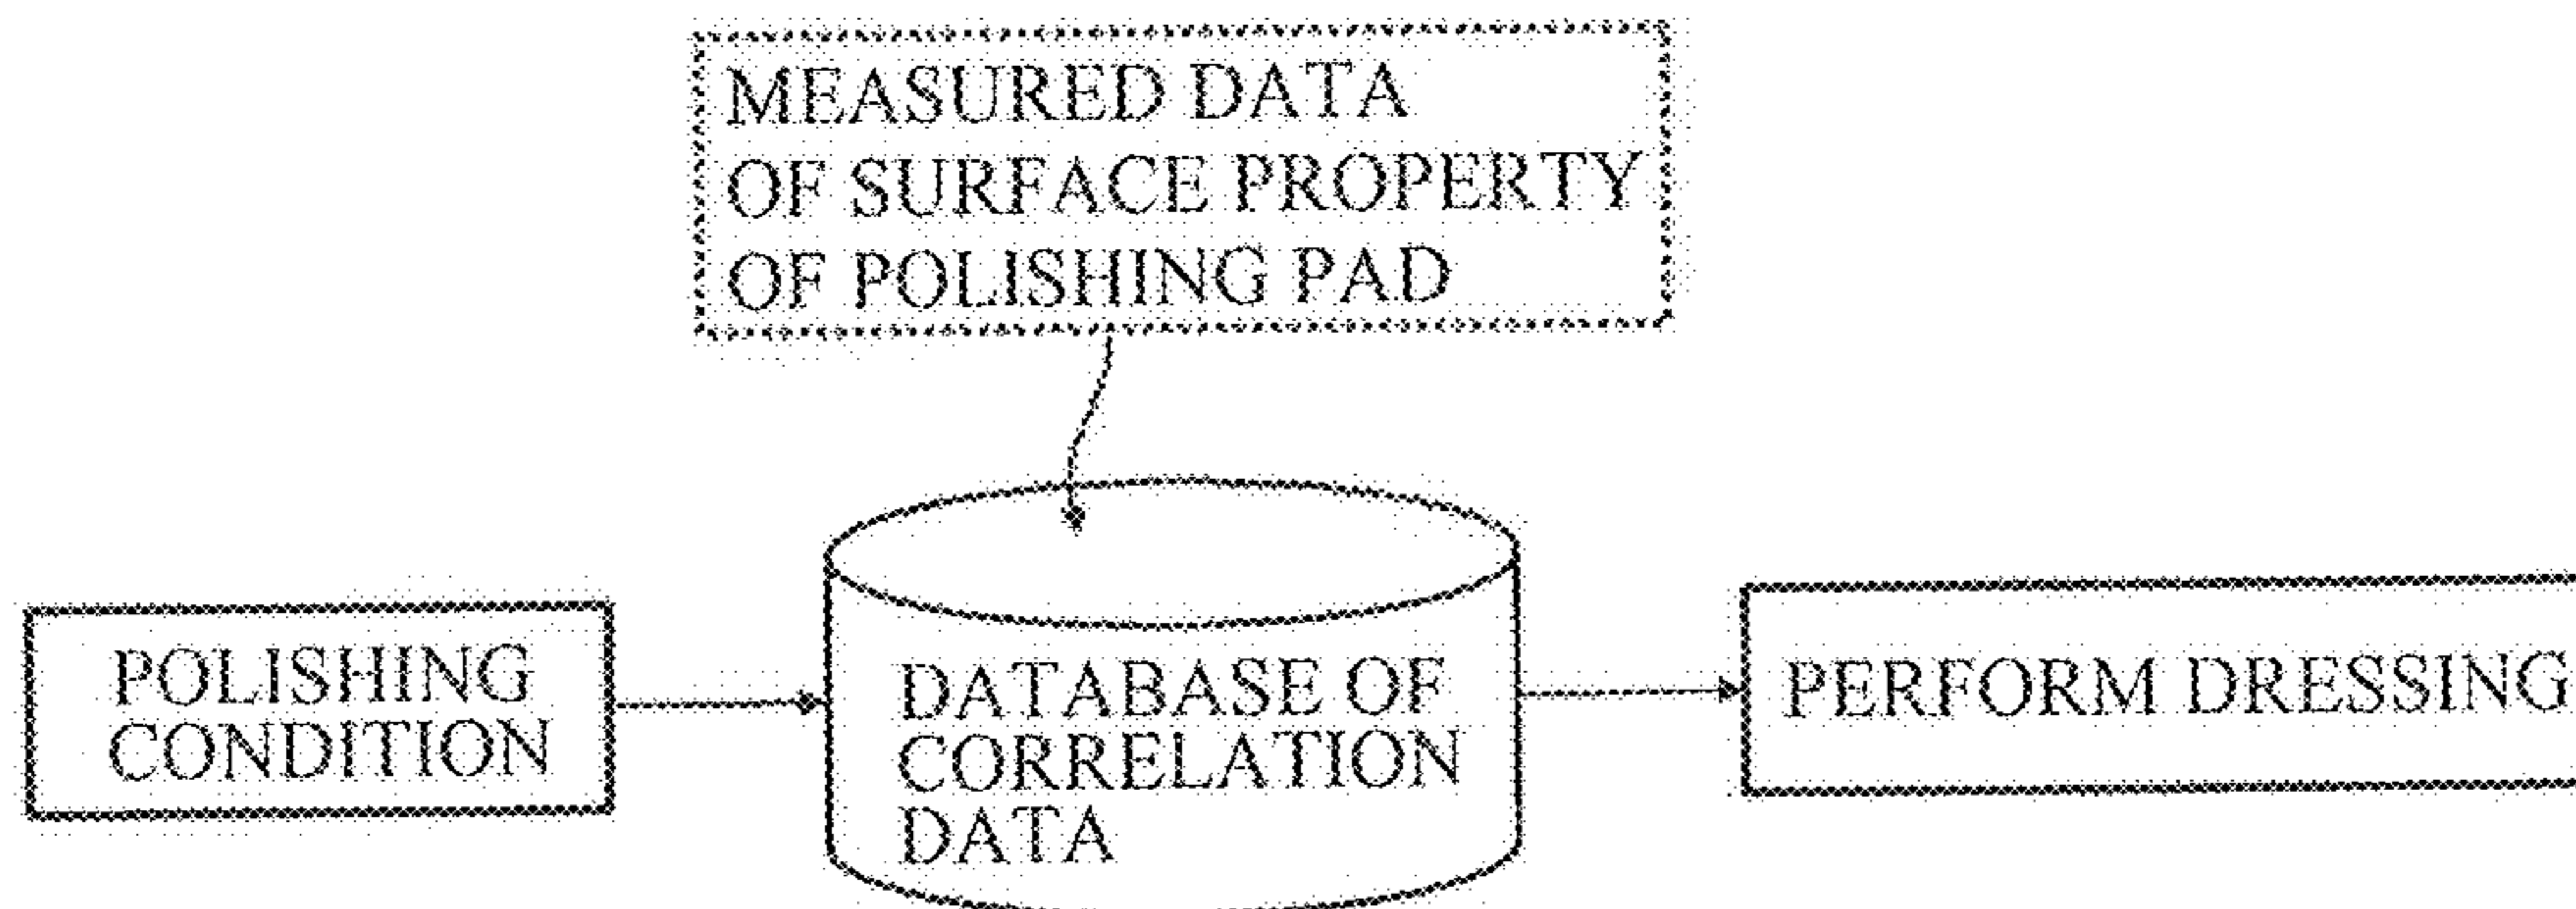 MEASURED DATA
OF SURFACE PROPERTY
OF POLISHING PAD
POLISHING
CONDITION
DATABASE OF
CORRELATION
DATA
PERFORM DRESSING